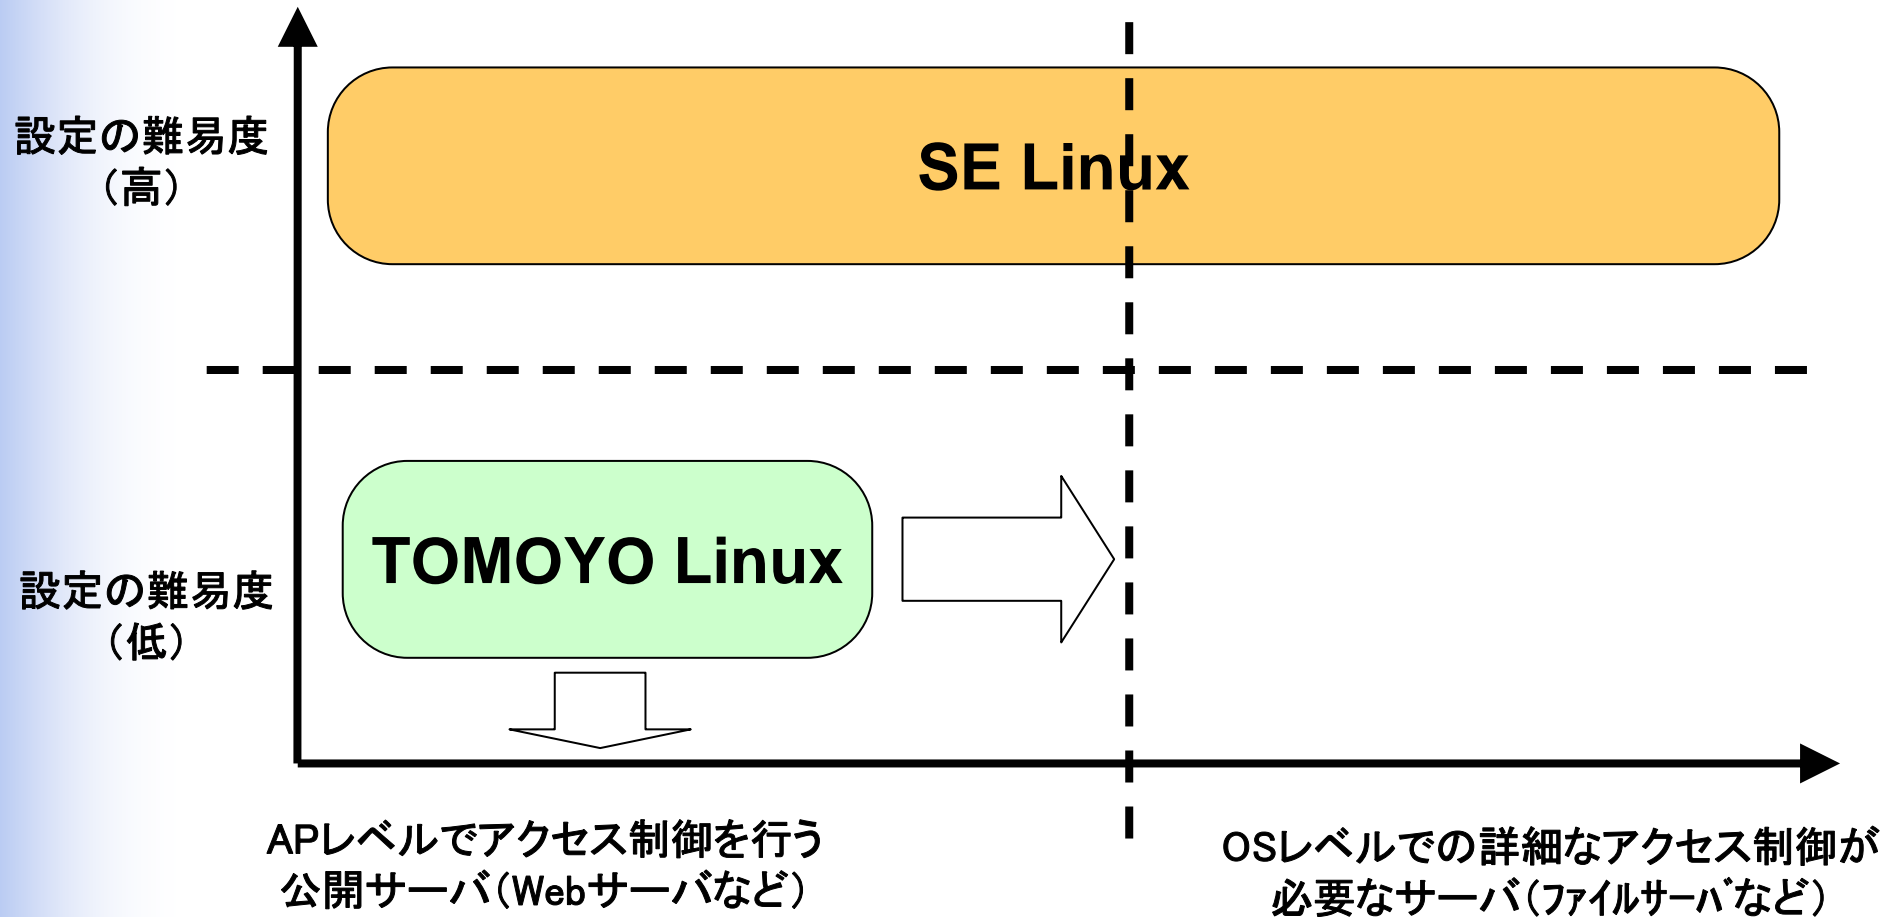 設定の難易度
（高）
SE Linux
設定の難易度
（低）
TOMOYO Linux
APレベルでアクセス制御を行う
公開サーバ（Webサーバなど）
OSレベルでの詳細なアクセス制御が
必要なサーバ（ﾌｧｲﾙｻｰﾊﾞなど）